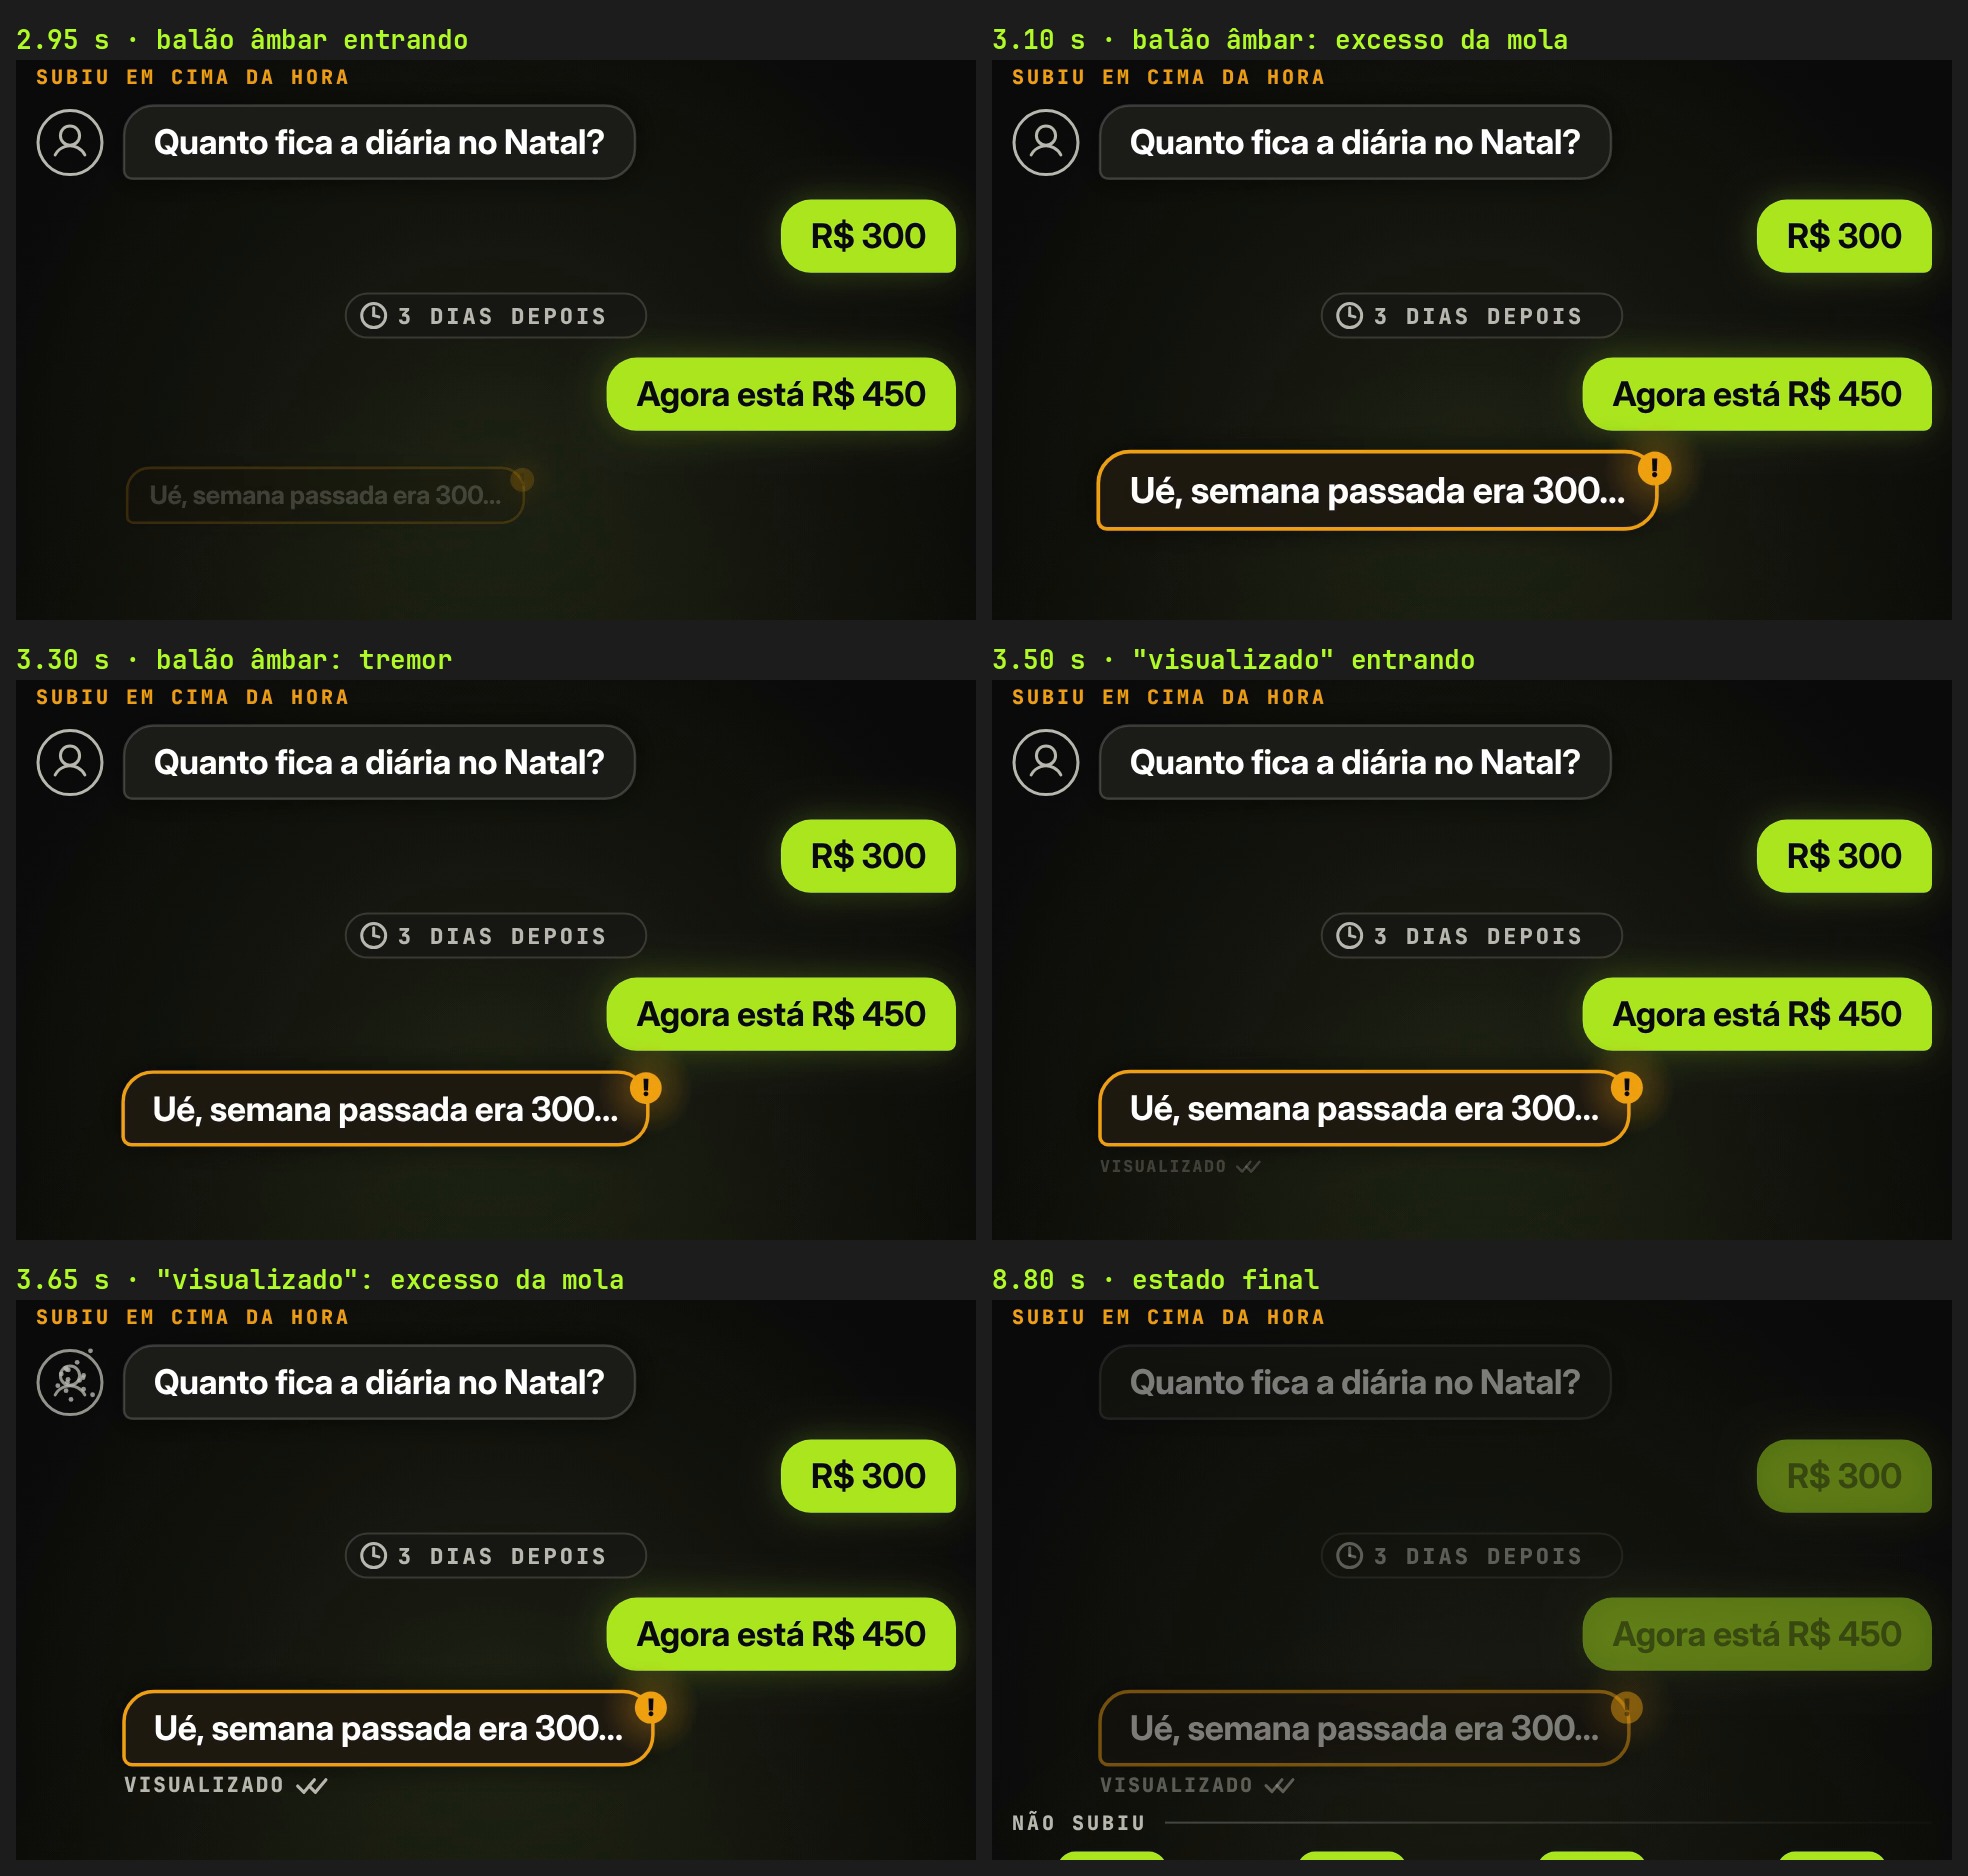 2.95 s · balão âmbar entrando
SUBIU EM CIMA DA HORA
Quanto fica a diária no Natal?
R$ 300
3 DIAS DEPOIS
Agora está R$ 450
Ué, semana passada era 300...
3.10 s · balão âmbar: excesso da mola
SUBIU EM CIMA DA HORA
Quanto fica a diária no Natal?
R$ 300
3 DIAS DEPOIS
Agora está R$ 450
!
Ué, semana passada era 300...
3.30 s · balão âmbar: tremor
SUBIU EM CIMA DA HORA
Quanto fica a diária no Natal?
R$ 300
3 DIAS DEPOIS
Agora está R$ 450
!
Ué, semana passada era 300...
3.50 s · "visualizado" entrando
SUBIU EM CIMA DA HORA
Quanto fica a diária no Natal?
R$ 300
3 DIAS DEPOIS
Agora está R$ 450
!
Ué, semana passada era 300...
VISUALIZADO
3.65 s · "visualizado": excesso da mola
SUBIU EM CIMA DA HORA
Quanto fica a diária no Natal?
R$ 300
3 DIAS DEPOIS
Agora está R$ 450
!
Ué, semana passada era 300...
VISUALIZADO
8.80 s · estado final
SUBIU EM CIMA DA HORA
Quanto fica a diária no Natal?
R$ 300
3 DIAS DEPOIS
Agora está R$ 450
!
Ué, semana passada era 300...
VISUALIZADO
NÃO SUBIU